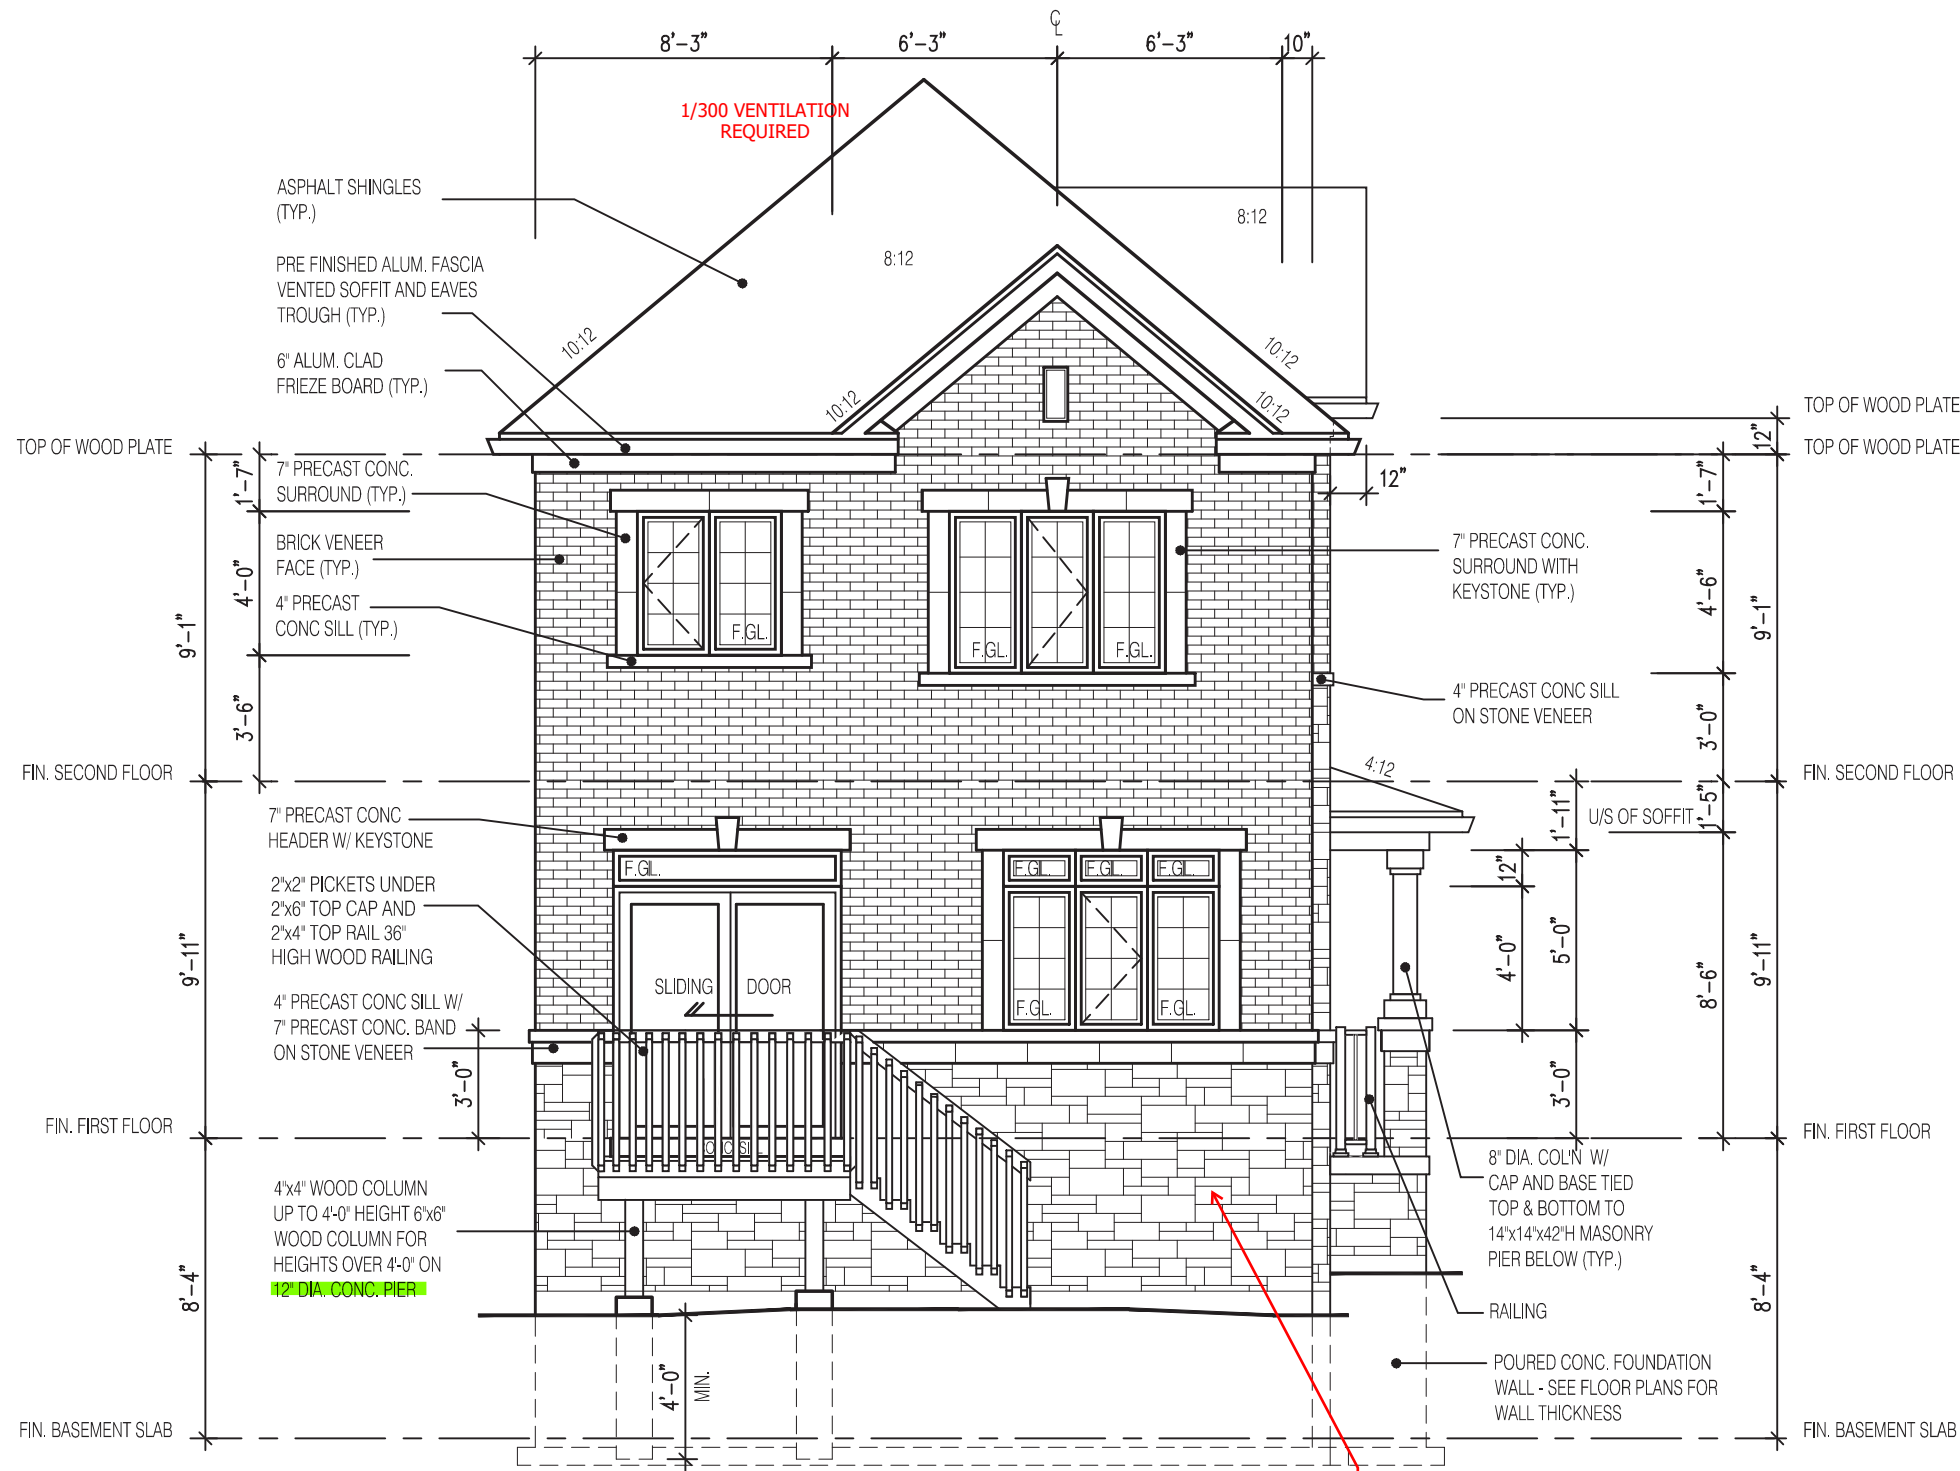 ℄
8'-3"
6'-3"
6'-3"
10"
1/300 VENTILATION
REQUIRED
ASPHALT SHINGLES
(TYP.)
8:12
8:12
PRE FINISHED ALUM. FASCIA
VENTED SOFFIT AND EAVES
TROUGH (TYP.)
10:12
10:12
10:12
10:12
6" ALUM. CLAD
FRIEZE BOARD (TYP.)
TOP OF WOOD PLATE
12"
TOP OF WOOD PLATE
TOP OF WOOD PLATE
7" PRECAST CONC.
SURROUND (TYP.)
1'-7"
12"
1'-7"
BRICK VENEER
FACE (TYP.)
7" PRECAST CONC.
SURROUND WITH
KEYSTONE (TYP.)
4'-0"
4'-6"
9'-1"
9'-1"
4" PRECAST
CONC SILL (TYP.)
F.GL.
F.GL.
F.GL.
4" PRECAST CONC SILL
ON STONE VENEER
3'-6"
3'-0"
FIN. SECOND FLOOR
4:12
FIN. SECOND FLOOR
7" PRECAST CONC
HEADER W/ KEYSTONE
1'-11"
U/S OF SOFFIT
1'-5"
F.GL.
F.GL.
F.GL.
F.GL.
12"
2"x2" PICKETS UNDER
2"x6" TOP CAP AND
2"x4" TOP RAIL 36"
HIGH WOOD RAILING
9'-11"
4'-0"
5'-0"
8'-6"
9'-11"
SLIDING
DOOR
F.GL.
F.GL.
4" PRECAST CONC SILL W/
7" PRECAST CONC. BAND
ON STONE VENEER
3'-0"
3'-0"
FIN. FIRST FLOOR
FIN. FIRST FLOOR
CONC SILL
4"x4" WOOD COLUMN
UP TO 4'-0" HEIGHT 6"x6"
WOOD COLUMN FOR
HEIGHTS OVER 4'-0" ON
12" DIA. CONC. PIER
8" DIA. COL'N W/
CAP AND BASE TIED
TOP & BOTTOM TO
14"x14"x42"H MASONRY
PIER BELOW (TYP.)
8'-4"
8'-4"
RAILING
4'-0"
MIN.
POURED CONC. FOUNDATION
WALL - SEE FLOOR PLANS FOR
WALL THICKNESS
FIN. BASEMENT SLAB
FIN. BASEMENT SLAB